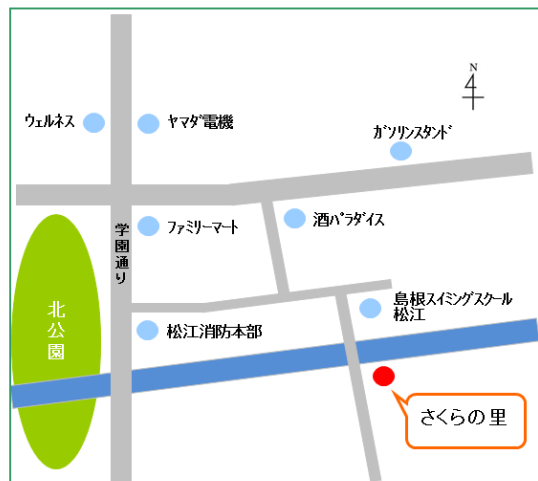 N
ウェルネス
ヤマダ電機
ガソリンスタンド
学園通り
ファミリーマート
酒パラダイス
北公園
松江消防本部
島根スイミングスクール
松江
さくらの里